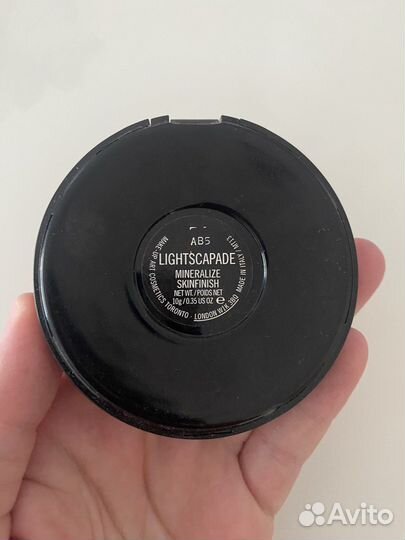 AB5
LIGHTSCAPADE
MINERALIZE
SKINFINISH
NET WT./POIDS NET
10g/0.35 US OZ e
MAKE-UP ART COSMETICS TORONTO · LONDON W1K 3BQ MADE IN ITALY / M113
Avito